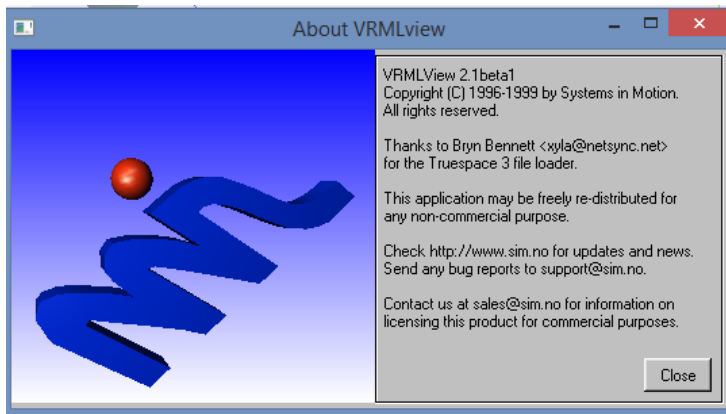 About VRMLview
VRMLView 2.1beta1
Copyright (C) 1996-1999 by Systems in Motion.
All rights reserved.
Thanks to Bryn Bennett <xyla@netsync.net>
for the Truespace 3 file loader.
This application may be freely re-distributed for
any non-commercial purpose.
Check http://www.sim.no for updates and news.
Send any bug reports to support@sim.no.
Contact us at sales@sim.no for information on
licensing this product for commercial purposes.
Close